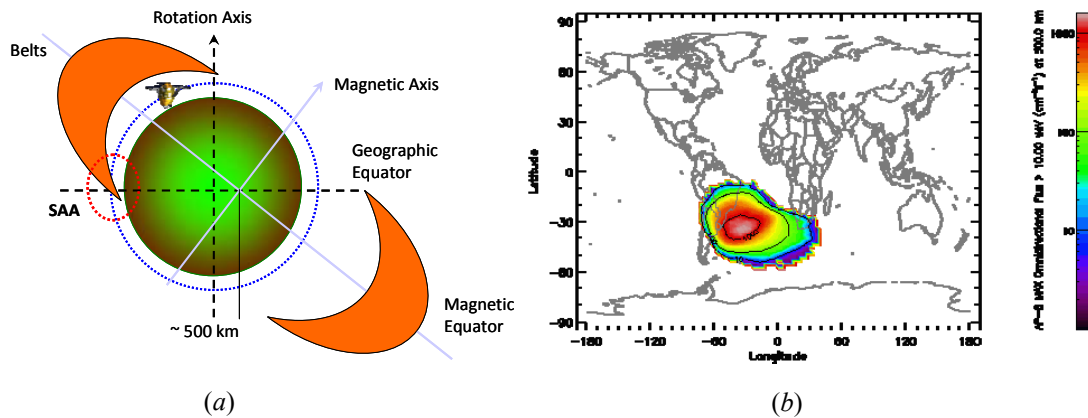 Rotation Axis
Belts
Magnetic Axis
Geographic
Equator
SAA
Magnetic
Equator
~ 500 km
(a)
90
60
30
0
-30
-60
-90
Latitude
-180
-120
-60
0
60
120
180
Longitude
10
(b)